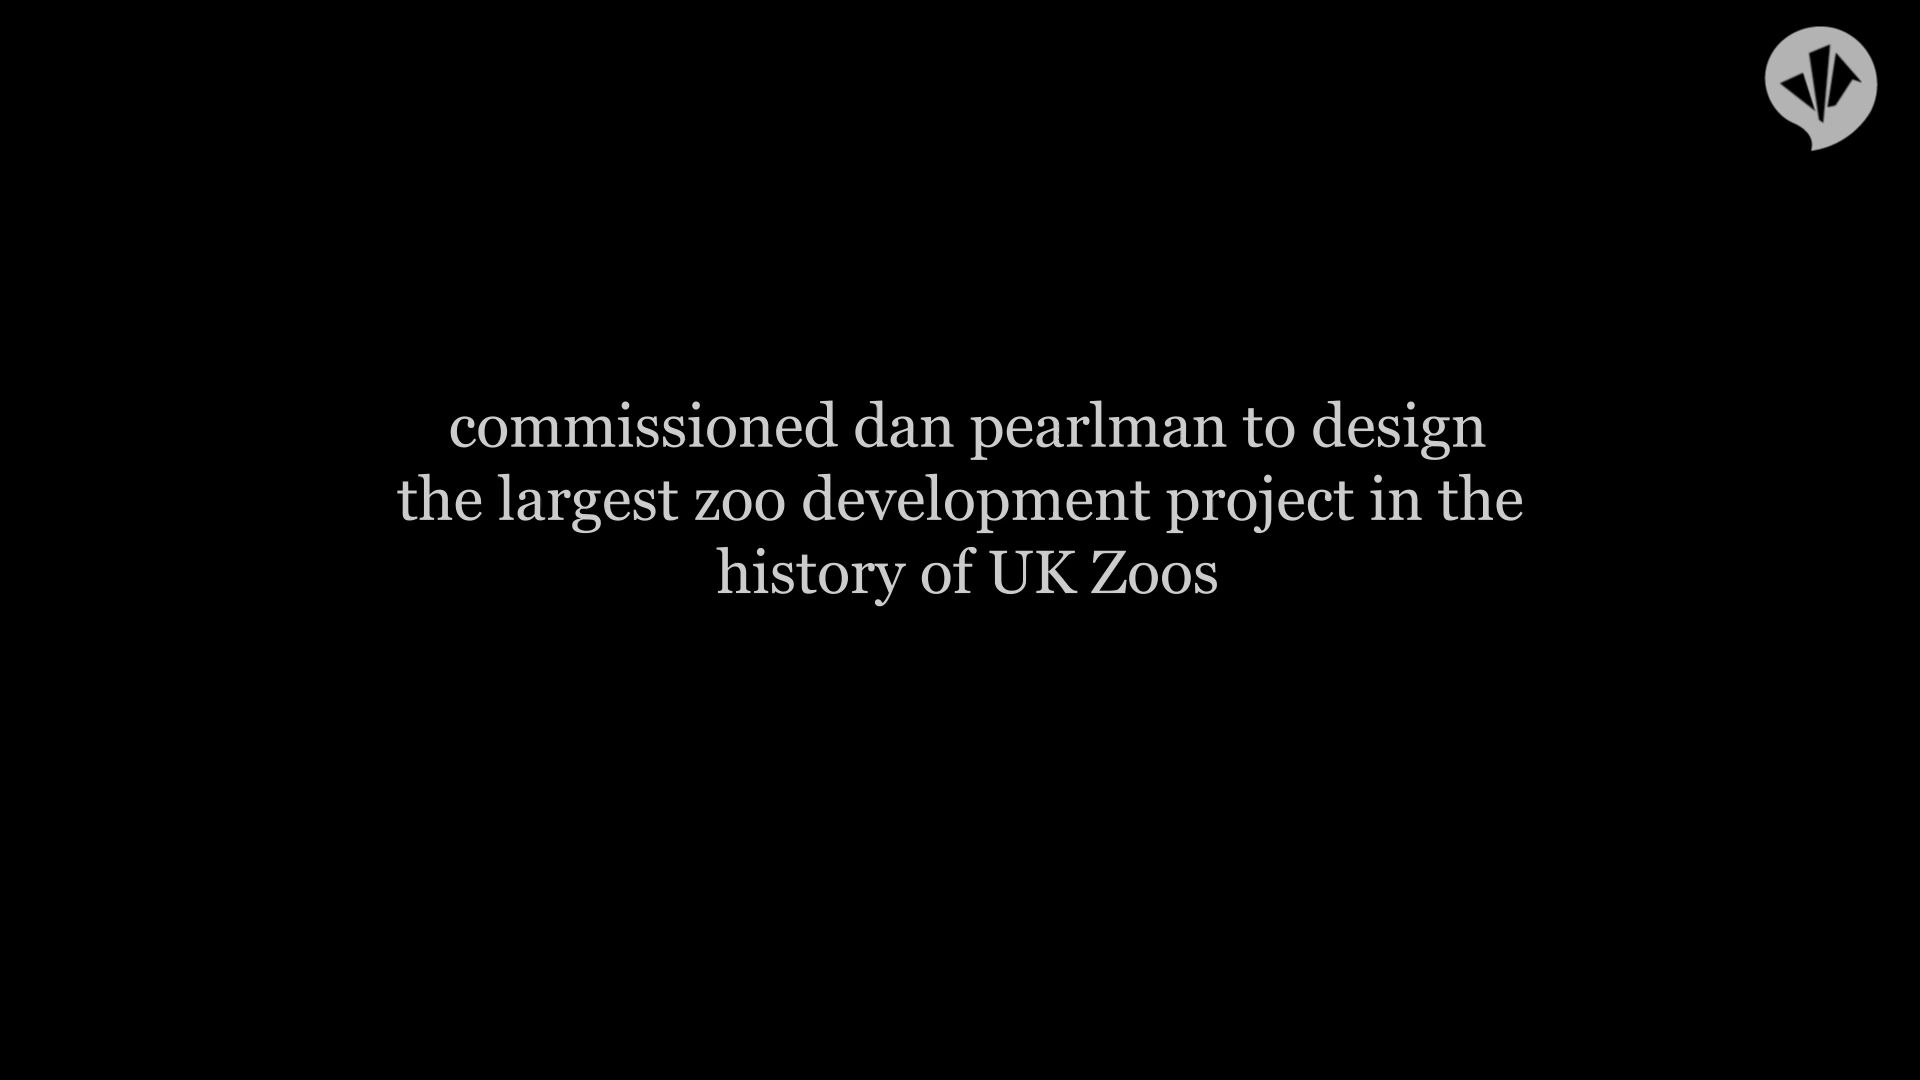 commissioned dan pearlman to design
the largest zoo development project in the
history of UK Zoos